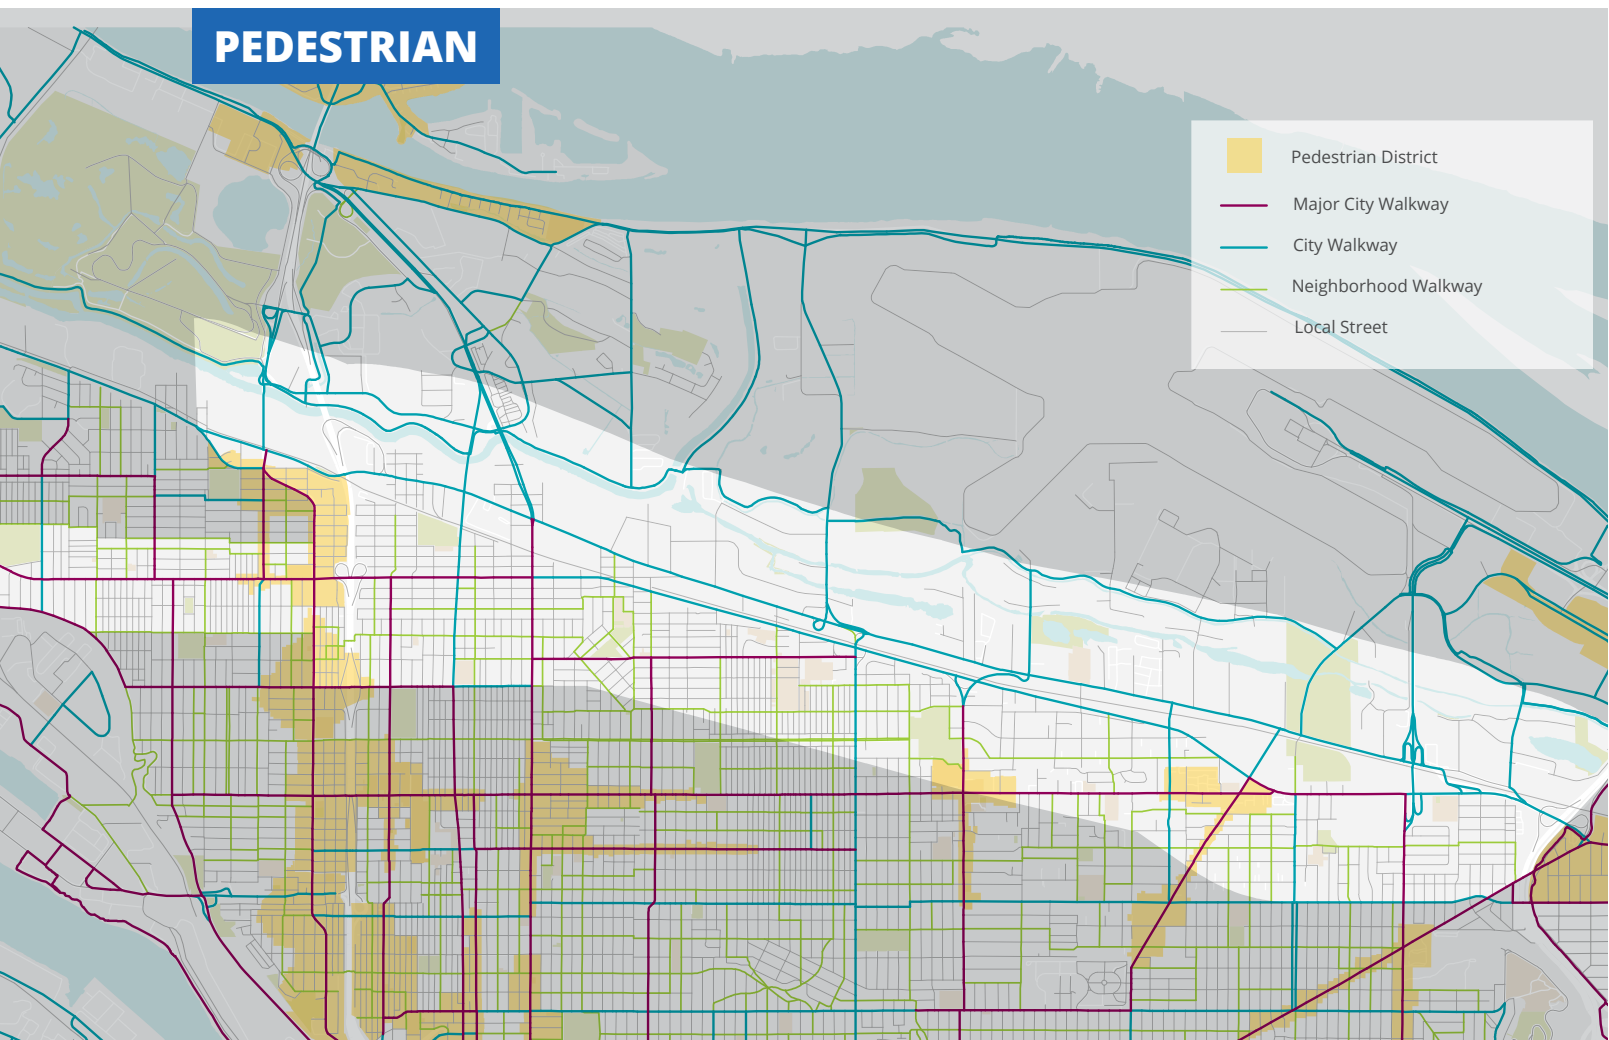 PEDESTRIAN
Pedestrian District
Major City Walkway
City Walkway
Neighborhood Walkway
Local Street